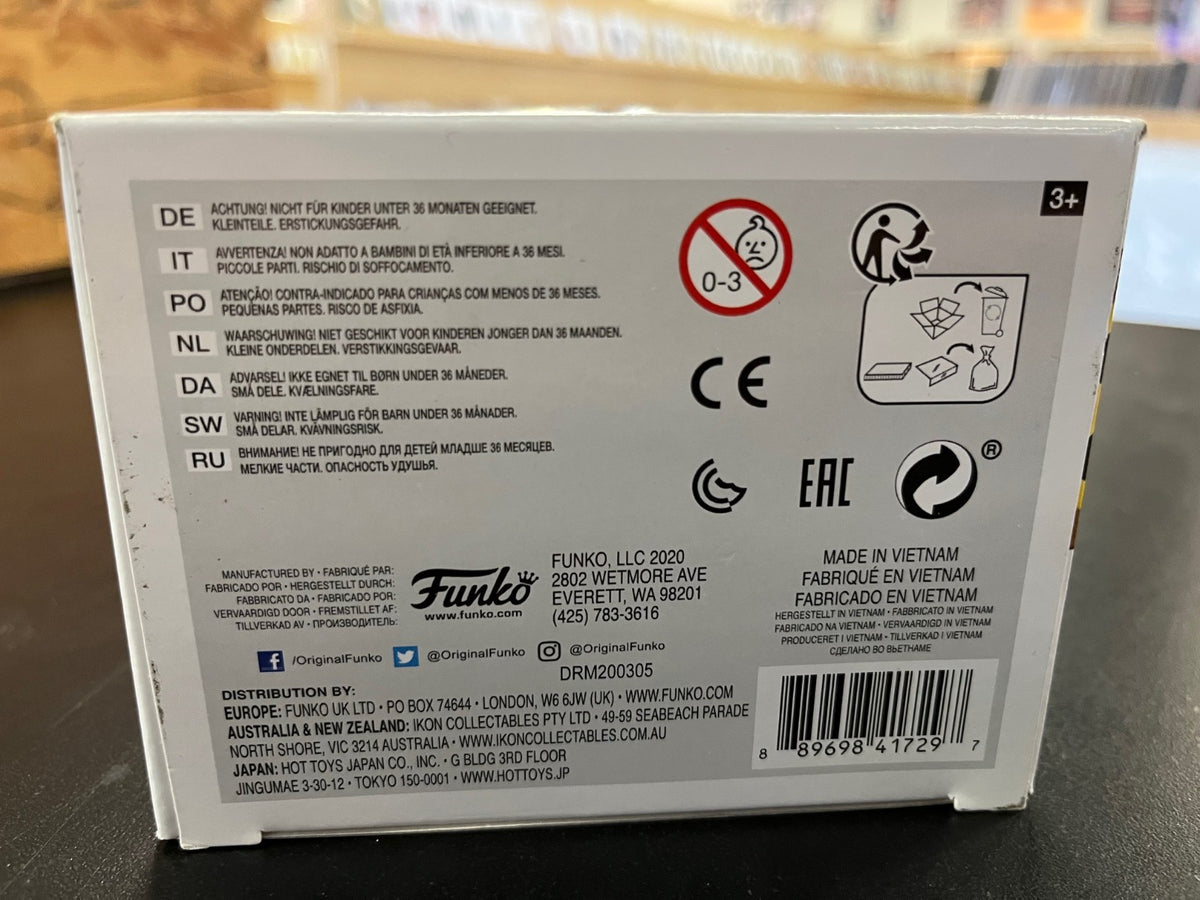 3+
DE ACHTUNG! NICHT FÜR KINDER UNTER 36 MONATEN GEEIGNET.
KLEINTEILE. ERSTICKUNGSGEFAHR.
IT AVVERTENZA! NON ADATTO A BAMBINI DI ETÀ INFERIORE A 36 MESI.
PICCOLE PARTI. RISCHIO DI SOFFOCAMENTO.
PO ATENÇÃO! CONTRA-INDICADO PARA CRIANÇAS COM MENOS DE 36 MESES.
PEQUENAS PARTES. RISCO DE ASFIXIA.
NL WAARSCHUWING! NIET GESCHIKT VOOR KINDEREN JONGER DAN 36 MAANDEN.
KLEINE ONDERDELEN. VERSTIKKINGSGEVAAR.
DA ADVARSEL! IKKE EGNET TIL BØRN UNDER 36 MÅNEDER.
SMÅ DELE. KVÆLNINGSFARE.
SW VARNING! INTE LÄMPLIG FÖR BARN UNDER 36 MÅNADER.
SMÅ DELAR. KVÄVNINGSRISK.
RU ВНИМАНИЕ! НЕ ПРИГОДНО ДЛЯ ДЕТЕЙ МЛАДШЕ 36 МЕСЯЦЕВ.
МЕЛКИЕ ЧАСТИ. ОПАСНОСТЬ УДУШЬЯ.
0-3
CE
EAC
®
MANUFACTURED BY • FABRIQUÉ PAR:
FABRICADO POR • HERGESTELLT DURCH:
FABBRICATO DA • FABRICADO POR:
VERVAARDIGD DOOR • FREMSTILLET AF:
TILLVERKAD AV • ПРОИЗВОДИТЕЛЬ:
Funko
www.funko.com
FUNKO, LLC 2020
2802 WETMORE AVE
EVERETT, WA 98201
(425) 783-3616
MADE IN VIETNAM
FABRIQUÉ EN VIETNAM
FABRICADO EN VIETNAM
HERGESTELLT IN VIETNAM • FABBRICATO IN VIETNAM
FABRICADO NA VIETNAM • VERVAARDIGD IN VIETNAM
PRODUCERET I VIETNAM • TILLVERKAD I VIETNAM
СДЕЛАНО ВЬЕТНАМЕ
/OriginalFunko @OriginalFunko @OriginalFunko
DRM200305
DISTRIBUTION BY:
EUROPE: FUNKO UK LTD • PO BOX 74644 • LONDON, W6 6JW (UK) • WWW.FUNKO.COM
AUSTRALIA & NEW ZEALAND: IKON COLLECTABLES PTY LTD • 49-59 SEABEACH PARADE
NORTH SHORE, VIC 3214 AUSTRALIA • WWW.IKONCOLLECTABLES.COM.AU
JAPAN: HOT TOYS JAPAN CO., INC. • G BLDG 3RD FLOOR
JINGUMAE 3-30-12 • TOKYO 150-0001 • WWW.HOTTOYS.JP
8 89698 41729 7